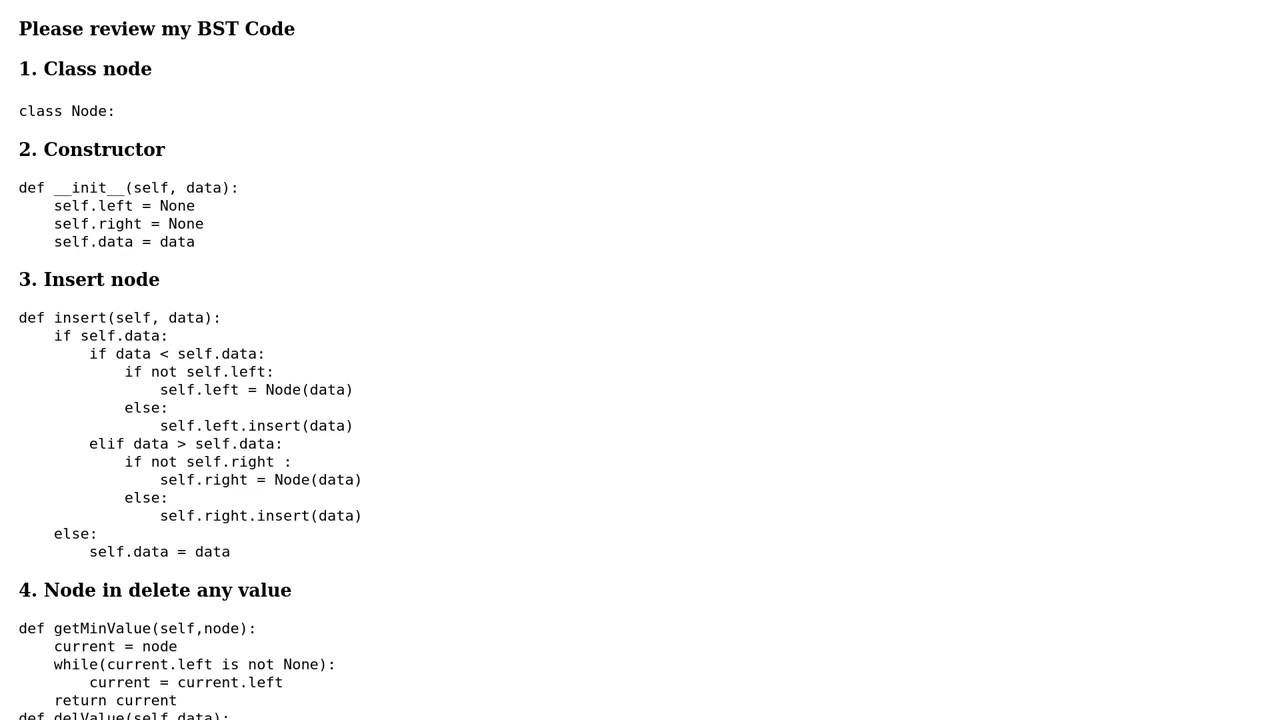 Please review my BST Code
1. Class node
class Node:
2. Constructor
def __init__(self, data):
    self.left = None
    self.right = None
    self.data = data
3. Insert node
def insert(self, data):
    if self.data:
        if data < self.data:
            if not self.left:
                self.left = Node(data)
            else:
                self.left.insert(data)
        elif data > self.data:
            if not self.right :
                self.right = Node(data)
            else:
                self.right.insert(data)
    else:
        self.data = data
4. Node in delete any value
def getMinValue(self,node):
    current = node
    while(current.left is not None):
        current = current.left
    return current
def delValue(self,data):